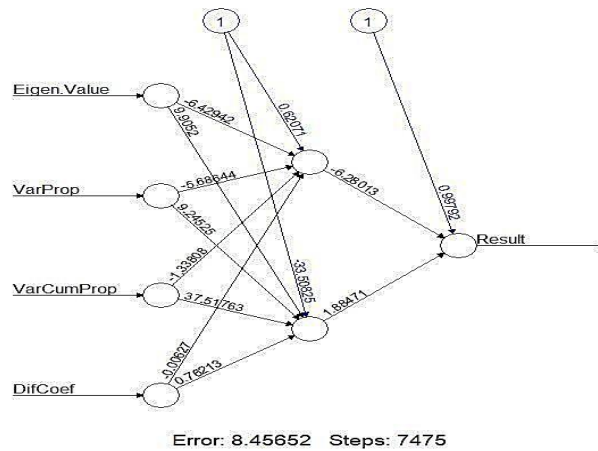 1
1
Eigen.Value
-6.42942
9.9052
0.62071
VarProp
-5.68644
9.24525
-6.28013
0.99792
Result
VarCumProp
-1.33808
37.51763
-33.50825
1.88471
DifCoef
-0.00627
0.76213
Error: 8.45652 Steps: 7475